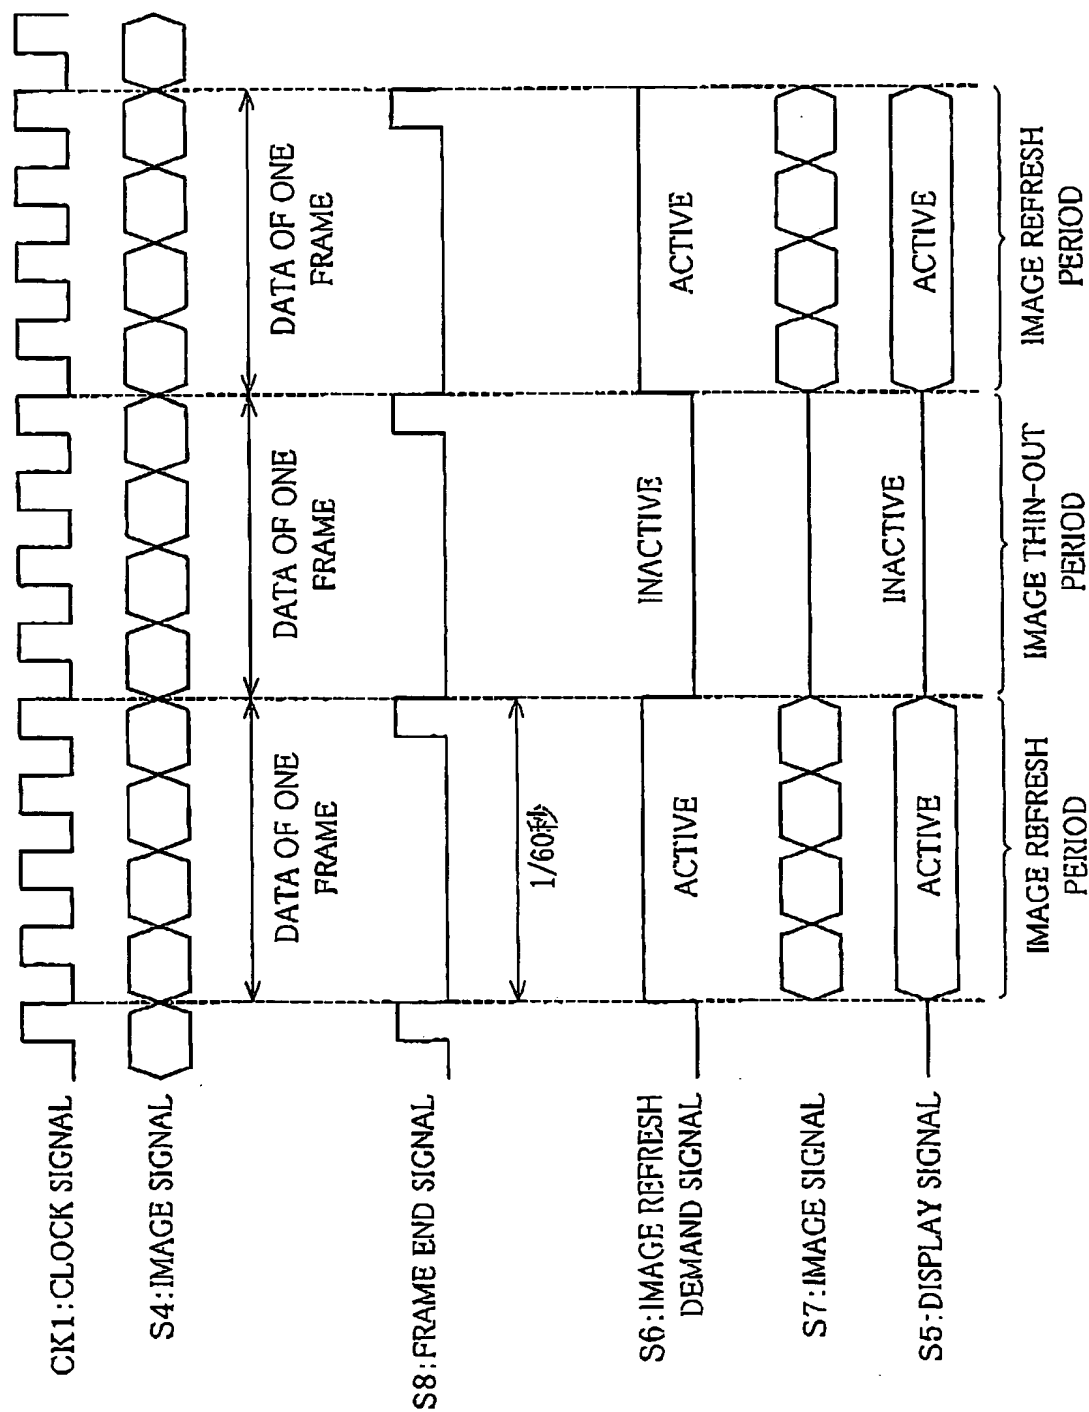 CK1:CLOCK SIGNAL
S4:IMAGE SIGNAL
DATA OF ONE
FRAME
DATA OF ONE
FRAME
DATA OF ONE
FRAME
S8:FRAME END SIGNAL
1/60秒
S6:IMAGE REFRESH
DEMAND SIGNAL
ACTIVE
INACTIVE
ACTIVE
S7:IMAGE SIGNAL
S5:DISPLAY SIGNAL
ACTIVE
INACTIVE
ACTIVE
IMAGE REFRESH
PERIOD
IMAGE THIN-OUT
PERIOD
IMAGE REFRESH
PERIOD